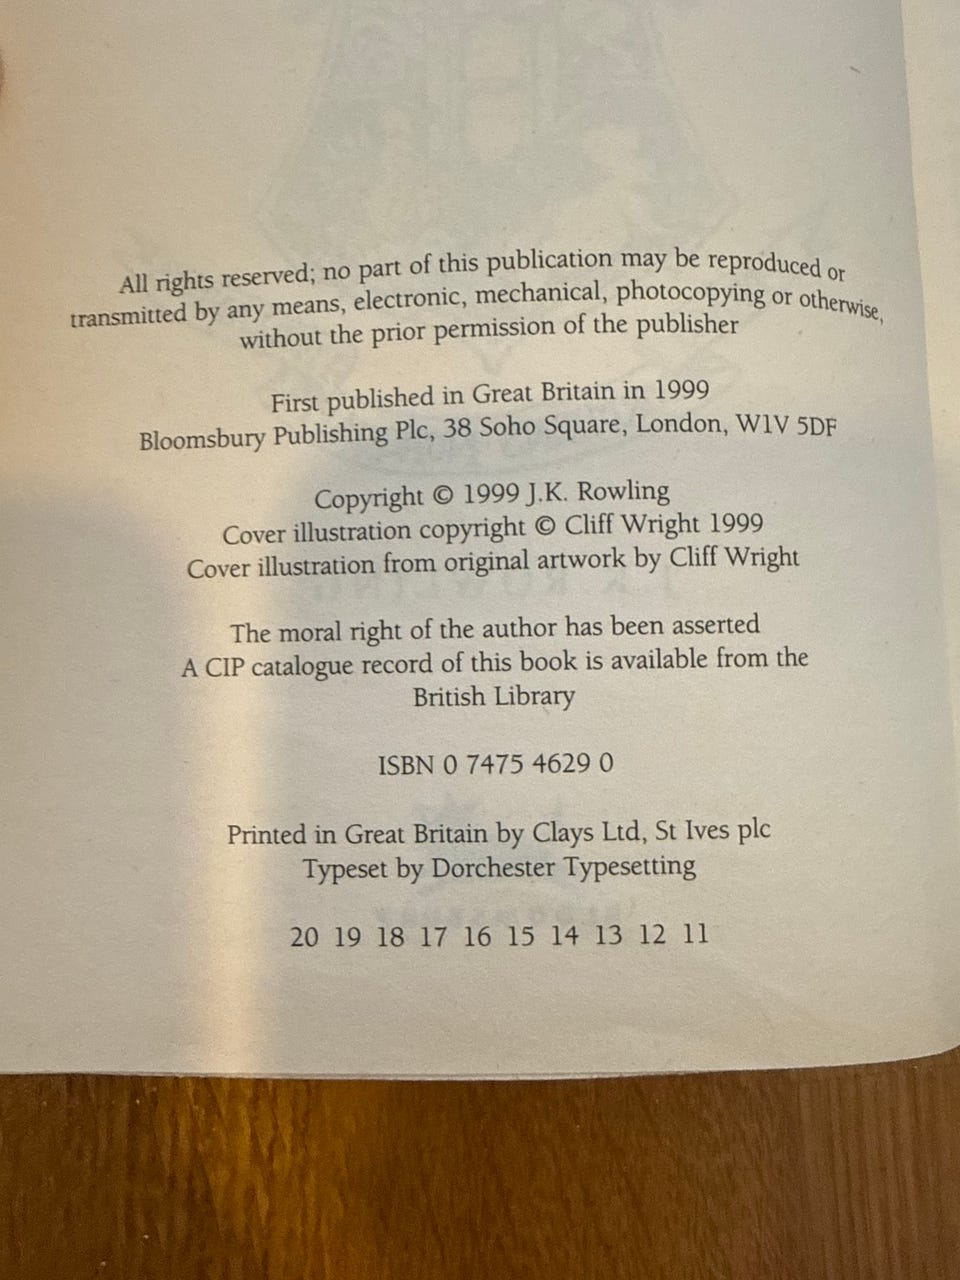 All rights reserved; no part of this publication may be reproduced or
transmitted by any means, electronic, mechanical, photocopying or otherwise,
without the prior permission of the publisher
First published in Great Britain in 1999
Bloomsbury Publishing Plc, 38 Soho Square, London, W1V 5DF
Copyright © 1999 J.K. Rowling
Cover illustration copyright © Cliff Wright 1999
Cover illustration from original artwork by Cliff Wright
The moral right of the author has been asserted
A CIP catalogue record of this book is available from the
British Library
ISBN 0 7475 4629 0
Printed in Great Britain by Clays Ltd, St Ives plc
Typeset by Dorchester Typesetting
20 19 18 17 16 15 14 13 12 11